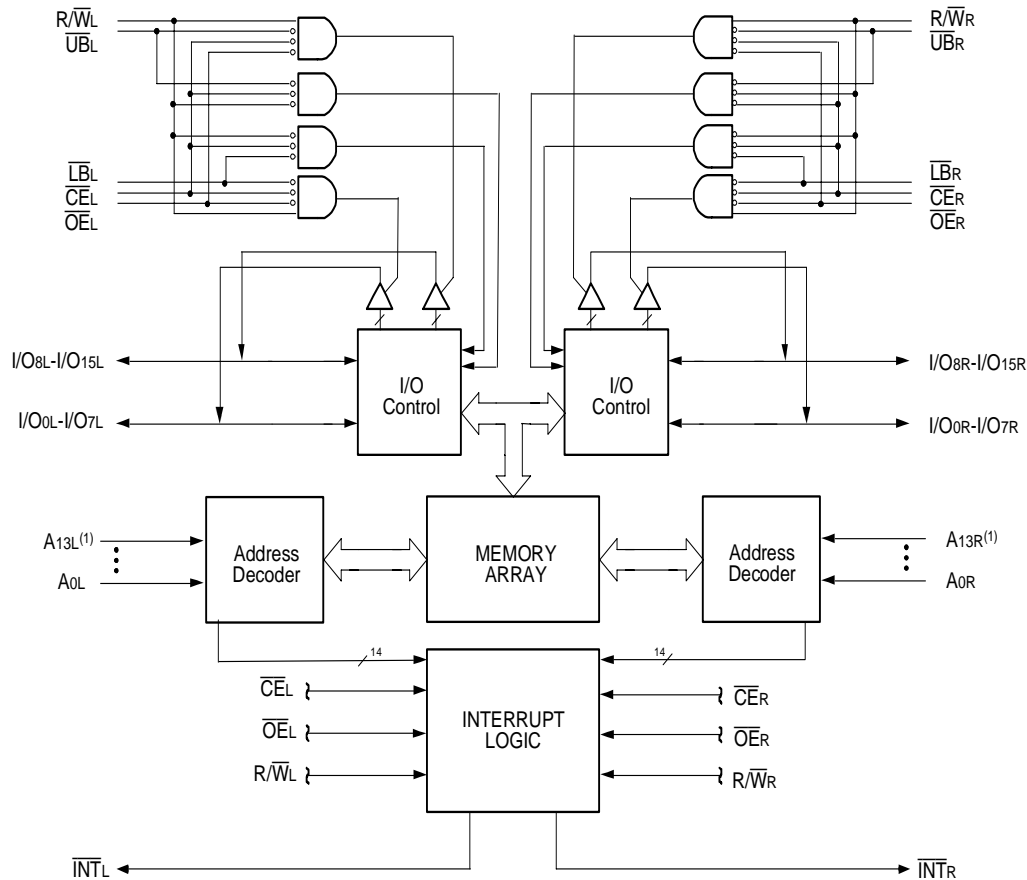 R/W̅L
U̅B̅L
L̅B̅L
C̅E̅L
O̅E̅L
R/W̅R
U̅B̅R
L̅B̅R
C̅E̅R
O̅E̅R
I/O8L-I/O15L
I/O0L-I/O7L
I/O
Control
I/O
Control
I/O8R-I/O15R
I/O0R-I/O7R
A13L(1)
A0L
Address
Decoder
MEMORY
ARRAY
Address
Decoder
A13R(1)
A0R
14
14
C̅E̅L
O̅E̅L
R/W̅L
INTERRUPT
LOGIC
C̅E̅R
O̅E̅R
R/W̅R
I̅N̅T̅L
I̅N̅T̅R